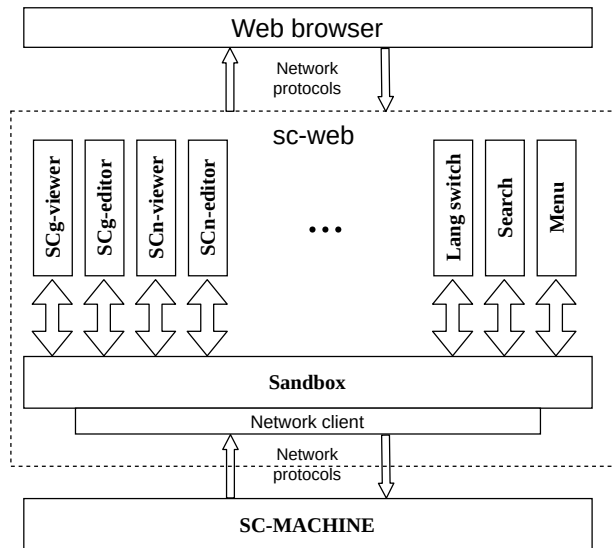 Web browser
Network
protocols
sc-web
SCg-viewer
SCg-editor
SCn-viewer
SCn-editor
...
Lang switch
Search
Menu
Sandbox
Network client
Network
protocols
SC-MACHINE